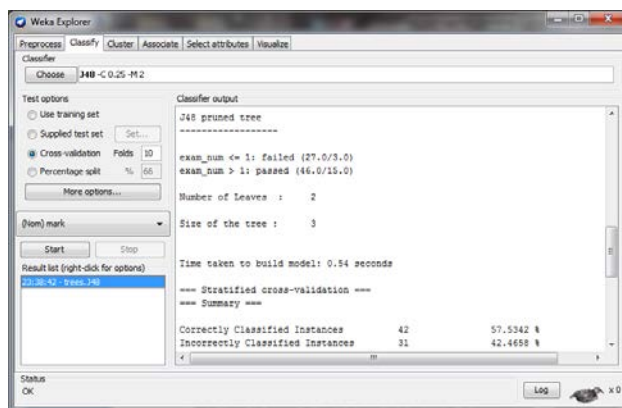 Weka Explorer
Preprocess Classify Cluster Associate Select attributes Visualize
Classifier
Choose J48 -C 0.25 -M 2
Test options
Use training set
Supplied test set Set...
Cross-validation Folds 10
Percentage split % 66
More options...
(Nom) mark
Start Stop
Result list (right-click for options)
23:38:42 - trees.J48
Classifier output
J48 pruned tree
------------------
exam_num <= 1: failed (27.0/3.0)
exam_num > 1: passed (46.0/15.0)
Number of Leaves : 2
Size of the tree : 3
Time taken to build model: 0.54 seconds
=== Stratified cross-validation ===
=== Summary ===
Correctly Classified Instances 42 57.5342 %
Incorrectly Classified Instances 31 42.4658 %
Status
OK
Log
x 0